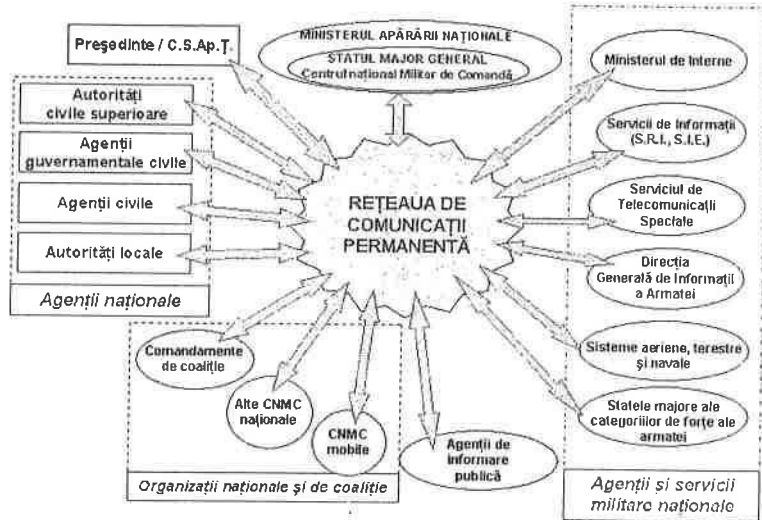 Preşedinte / C.S.Ap.Ţ.
MINISTERUL APĂRĂRII NAŢIONALE
STATUL MAJOR GENERAL
Centrul naţional Militar de Comandă
Autorităţi
civile superioare
Agenţii
guvernamentale civile
Agenţii civile
Autorităţi locale
Agenţii naţionale
REŢEAUA DE
COMUNICAŢII
PERMANENTĂ
Ministerul de Interne
Servicii de Informaţii
(S.R.I., S.I.E.)
Serviciul de
Telecomunicaţii
Speciale
Direcţia
Generală de Informaţii
a Armatei
Sisteme aeriene, terestre
şi navale
Statele majore ale
categoriilor de forţe ale
armatei
Agenţii si servicii
militare naţionale
Comandamente
de coaliţie
Alte CNMC
naţionale
CNMC
mobile
Organizaţii naţionale şi de coaliţie
Agenţii de
informare
publică